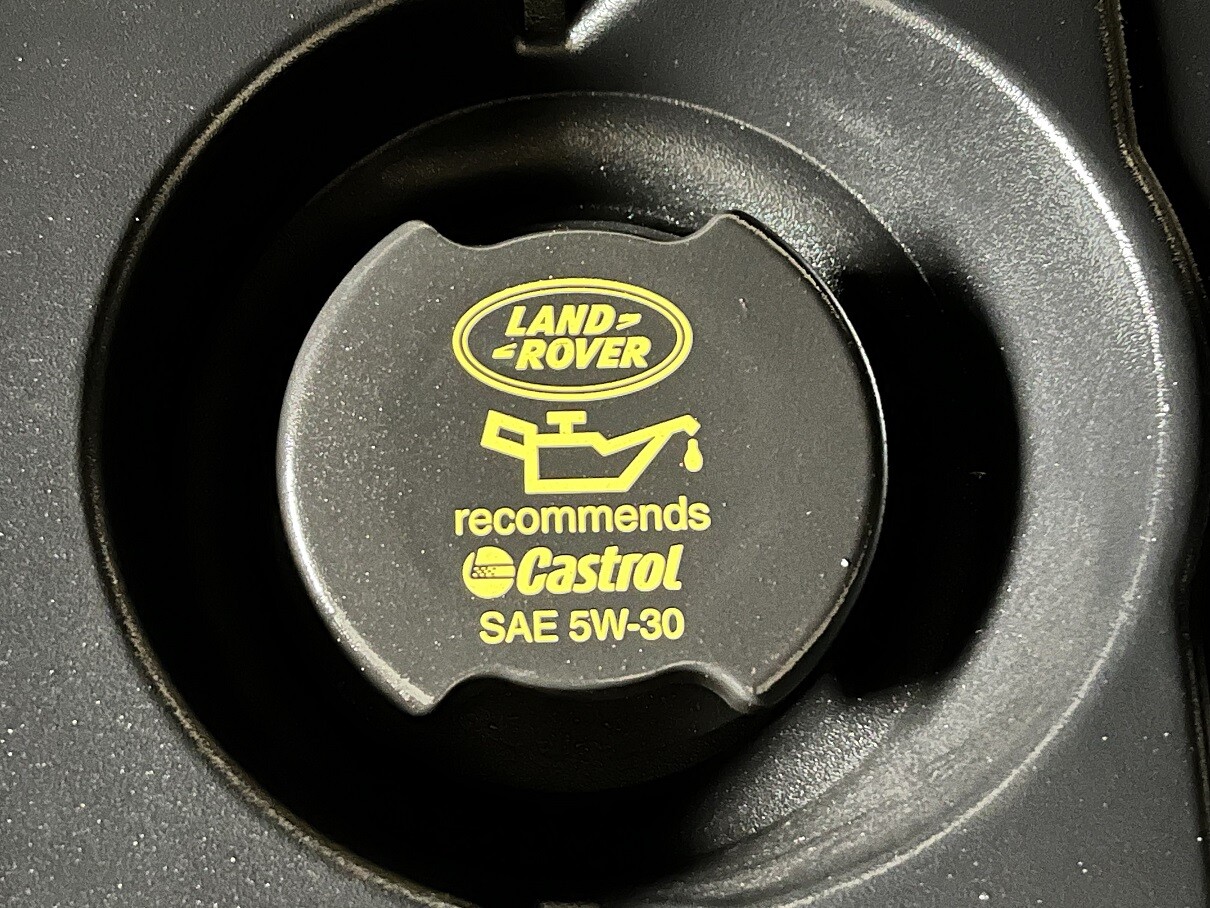 LAND
ROVER
recommends
Castrol
SAE 5W-30